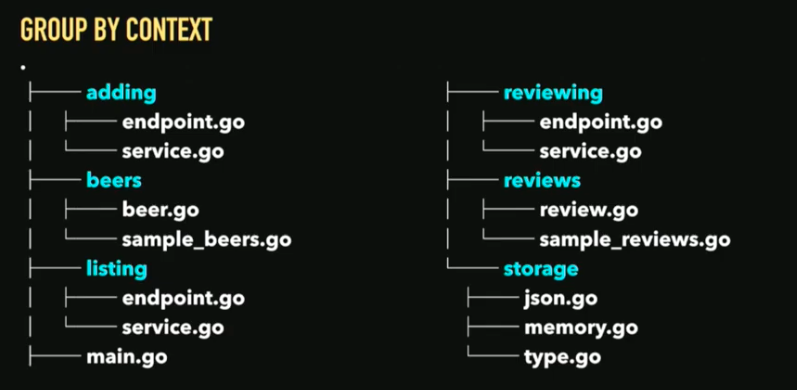 GROUP BY CONTEXT
.
├── adding
│   ├── endpoint.go
│   └── service.go
├── beers
│   ├── beer.go
│   └── sample_beers.go
├── listing
│   ├── endpoint.go
│   └── service.go
├── main.go
├── reviewing
│   ├── endpoint.go
│   └── service.go
├── reviews
│   ├── review.go
│   └── sample_reviews.go
└── storage
    ├── json.go
    ├── memory.go
    └── type.go